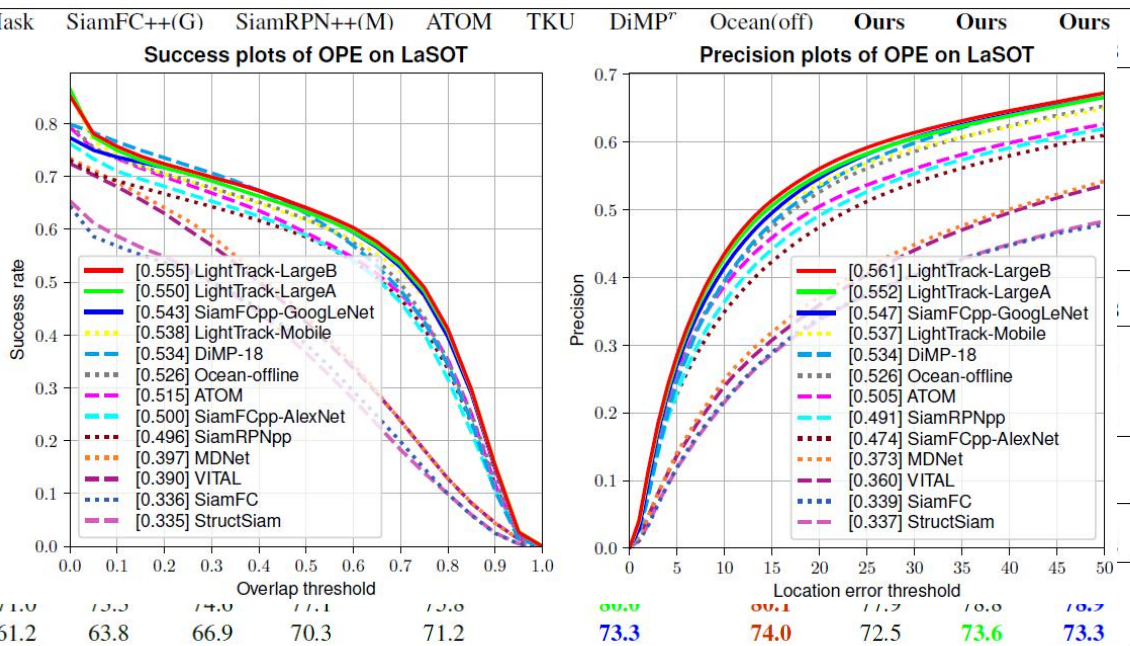 SiamFC++(G) SiamRPN++(M) ATOM TKU DiMPʳ Ocean(off) Ours Ours Ours
Success plots of OPE on LaSOT
Success rate
0.8
0.7
0.6
0.5
0.4
0.3
0.2
0.1
0.0
[0.555] LightTrack-LargeB
[0.550] LightTrack-LargeA
[0.543] SiamFCpp-GoogLeNet
[0.538] LightTrack-Mobile
[0.534] DiMP-18
[0.526] Ocean-offline
[0.515] ATOM
[0.500] SiamFCpp-AlexNet
[0.496] SiamRPNpp
[0.397] MDNet
[0.390] VITAL
[0.336] SiamFC
[0.335] StructSiam
0.0 0.1 0.2 0.3 0.4 0.5 0.6 0.7 0.8 0.9 1.0
Overlap threshold
Precision plots of OPE on LaSOT
Precision
0.7
0.6
0.5
0.4
0.3
0.2
0.1
0.0
[0.561] LightTrack-LargeB
[0.552] LightTrack-LargeA
[0.547] SiamFCpp-GoogLeNet
[0.537] LightTrack-Mobile
[0.534] DiMP-18
[0.526] Ocean-offline
[0.505] ATOM
[0.491] SiamRPNpp
[0.474] SiamFCpp-AlexNet
[0.373] MDNet
[0.360] VITAL
[0.339] SiamFC
[0.337] StructSiam
0 5 10 15 20 25 30 35 40 45 50
Location error threshold
61.2 63.8 66.9 70.3 71.2 73.3 74.0 72.5 73.6 73.3